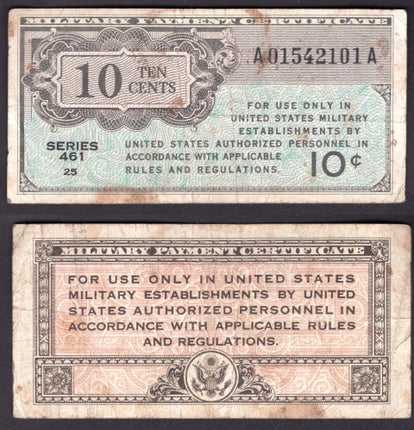 MILITARY PAYMENT CERTIFICATE
A01542101A
10 TEN CENTS
FOR USE ONLY IN
UNITED STATES MILITARY
ESTABLISHMENTS BY
UNITED STATES AUTHORIZED PERSONNEL IN
ACCORDANCE WITH APPLICABLE
RULES AND REGULATIONS.
SERIES
461
25
10¢
MILITARY PAYMENT CERTIFICATE
FOR USE ONLY IN UNITED STATES
MILITARY ESTABLISHMENTS BY UNITED
STATES AUTHORIZED PERSONNEL IN
ACCORDANCE WITH APPLICABLE RULES
AND REGULATIONS.